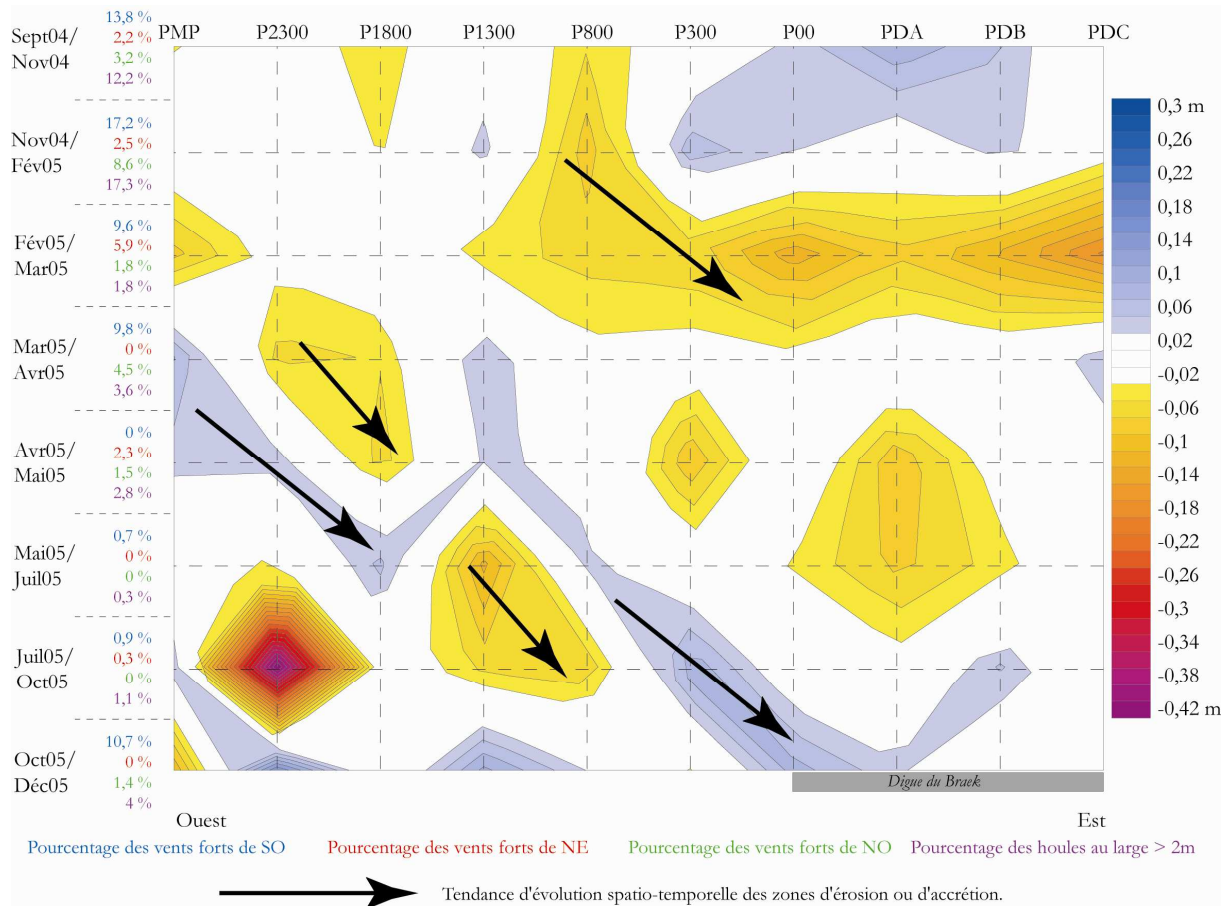 PMP P2300 P1800 P1300 P800 P300 P00 PDA PDB PDC
Sept04/
Nov04
13,8 %
2,2 %
3,2 %
12,2 %
Nov04/
Fév05
17,2 %
2,5 %
8,6 %
17,3 %
Fév05/
Mar05
9,6 %
5,9 %
1,8 %
1,8 %
Mar05/
Avr05
9,8 %
0 %
4,5 %
3,6 %
Avr05/
Mai05
0 %
2,3 %
1,5 %
2,8 %
Mai05/
Juil05
0,7 %
0 %
0 %
0,3 %
Juil05/
Oct05
0,9 %
0,3 %
0 %
1,1 %
Oct05/
Déc05
10,7 %
0 %
1,4 %
4 %
0,3 m
0,26
0,22
0,18
0,14
0,1
0,06
0,02
-0,02
-0,06
-0,1
-0,14
-0,18
-0,22
-0,26
-0,3
-0,34
-0,38
-0,42 m
Digue du Braek
Ouest Est
Pourcentage des vents forts de SO Pourcentage des vents forts de NE Pourcentage des vents forts de NO Pourcentage des houles au large > 2m
Tendance d'évolution spatio-temporelle des zones d'érosion ou d'accrétion.